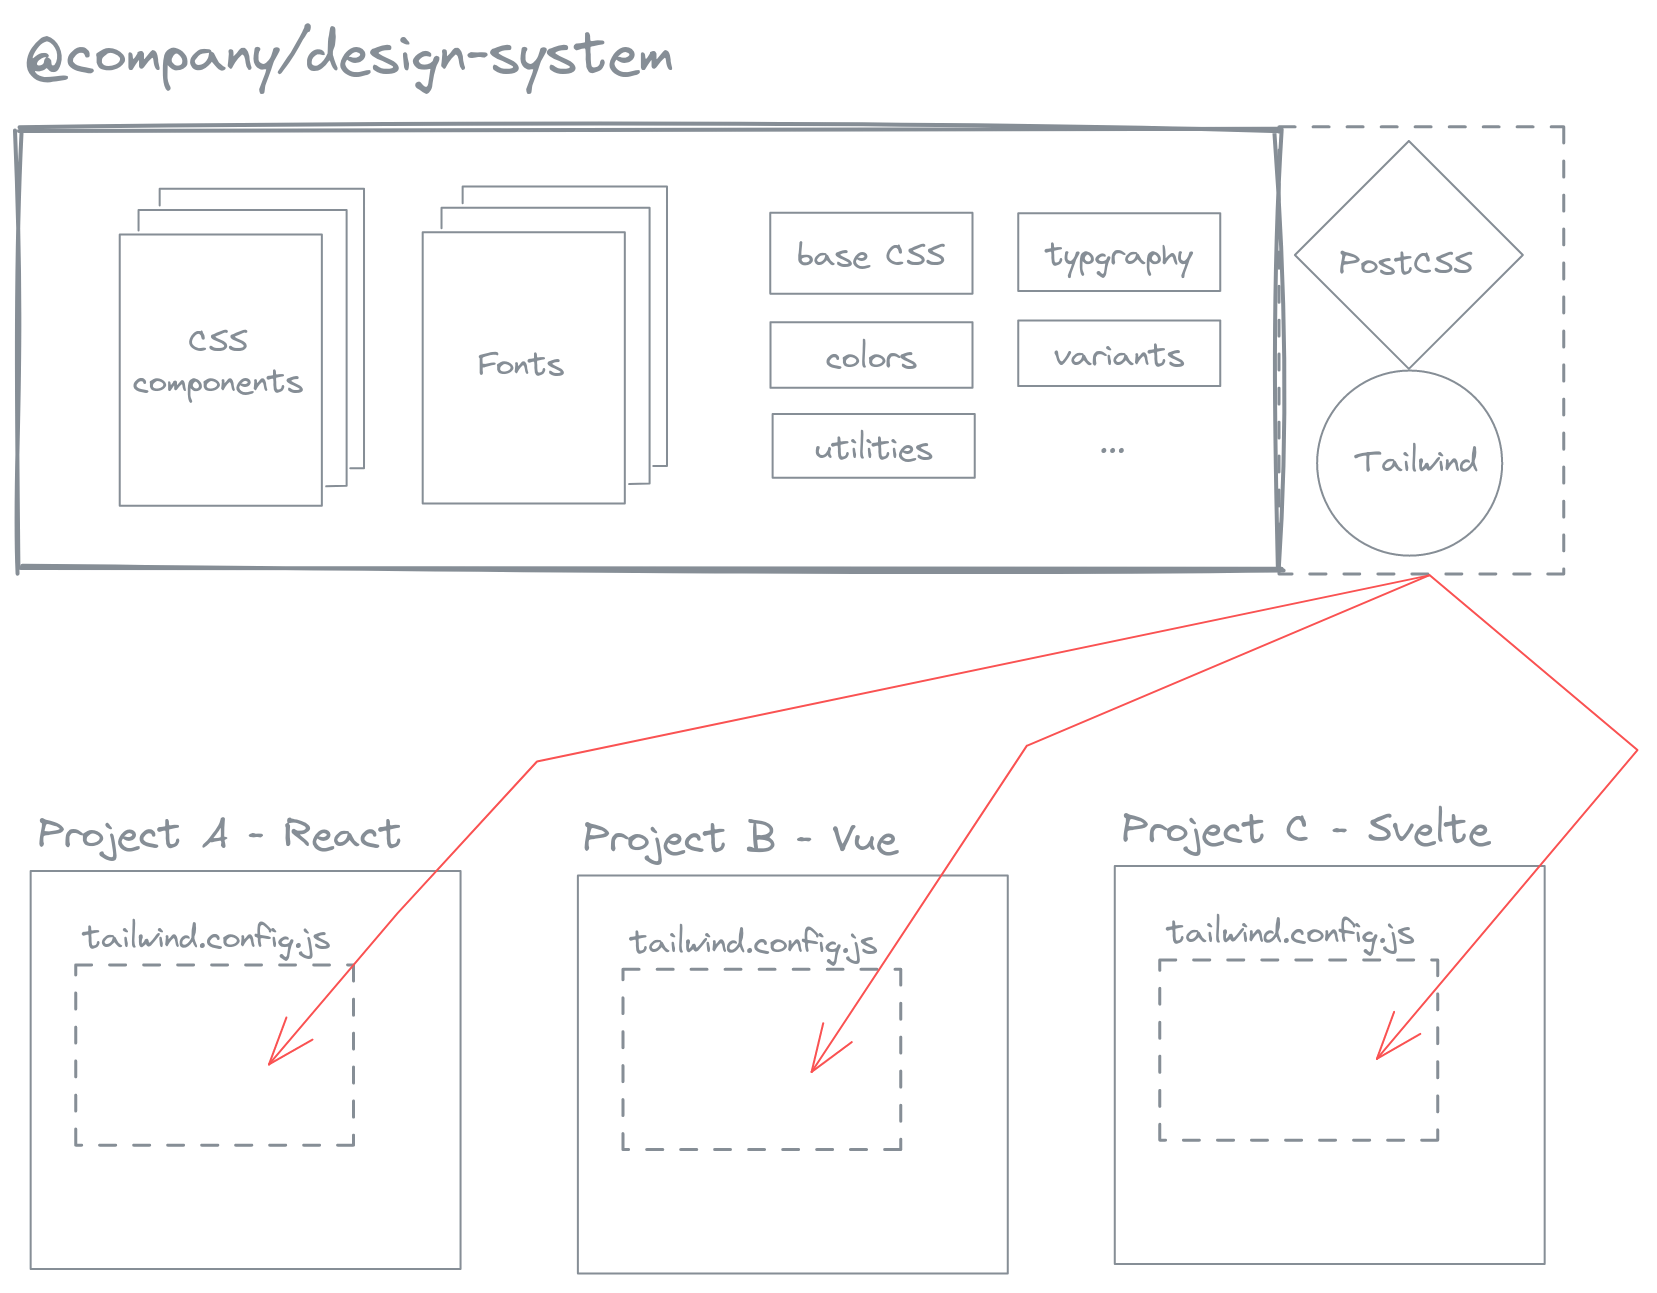 @company/design-system
CSS
components
Fonts
base CSS
typgraphy
colors
variants
utilities
...
PostCSS
Tailwind
Project A - React
tailwind.config.js
Project B - Vue
tailwind.config.js
Project C - Svelte
tailwind.config.js